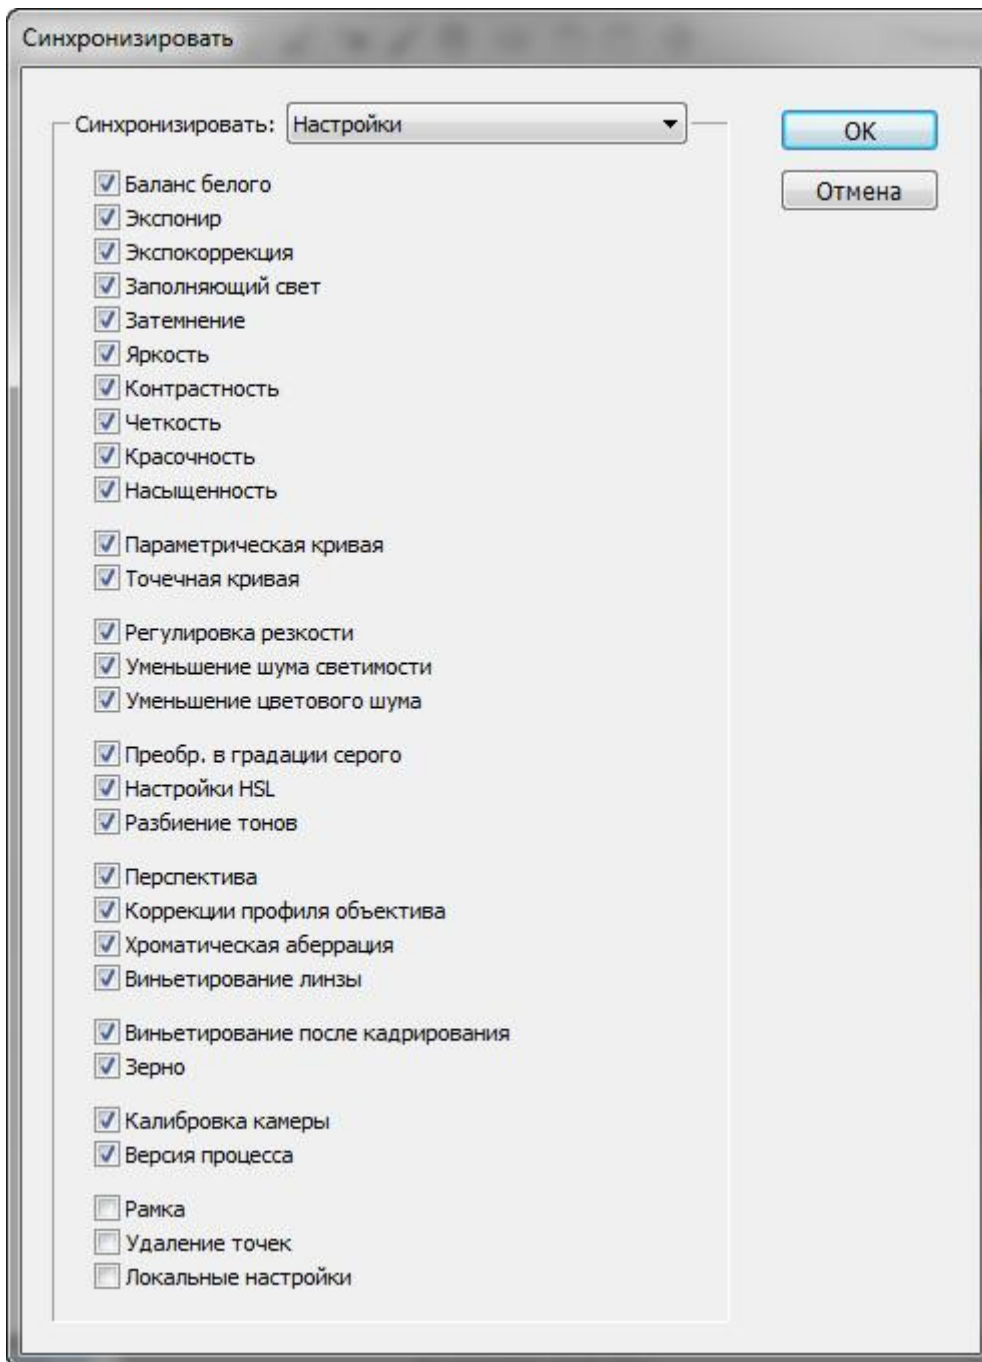 Синхронизировать
Синхронизировать: Настройки
OK
Отмена
Баланс белого
Экспонир
Экспокоррекция
Заполняющий свет
Затемнение
Яркость
Контрастность
Четкость
Красочность
Насыщенность
Параметрическая кривая
Точечная кривая
Регулировка резкости
Уменьшение шума светимости
Уменьшение цветового шума
Преобр. в градации серого
Настройки HSL
Разбиение тонов
Перспектива
Коррекции профиля объектива
Хроматическая аберрация
Виньетирование линзы
Виньетирование после кадрирования
Зерно
Калибровка камеры
Версия процесса
Рамка
Удаление точек
Локальные настройки